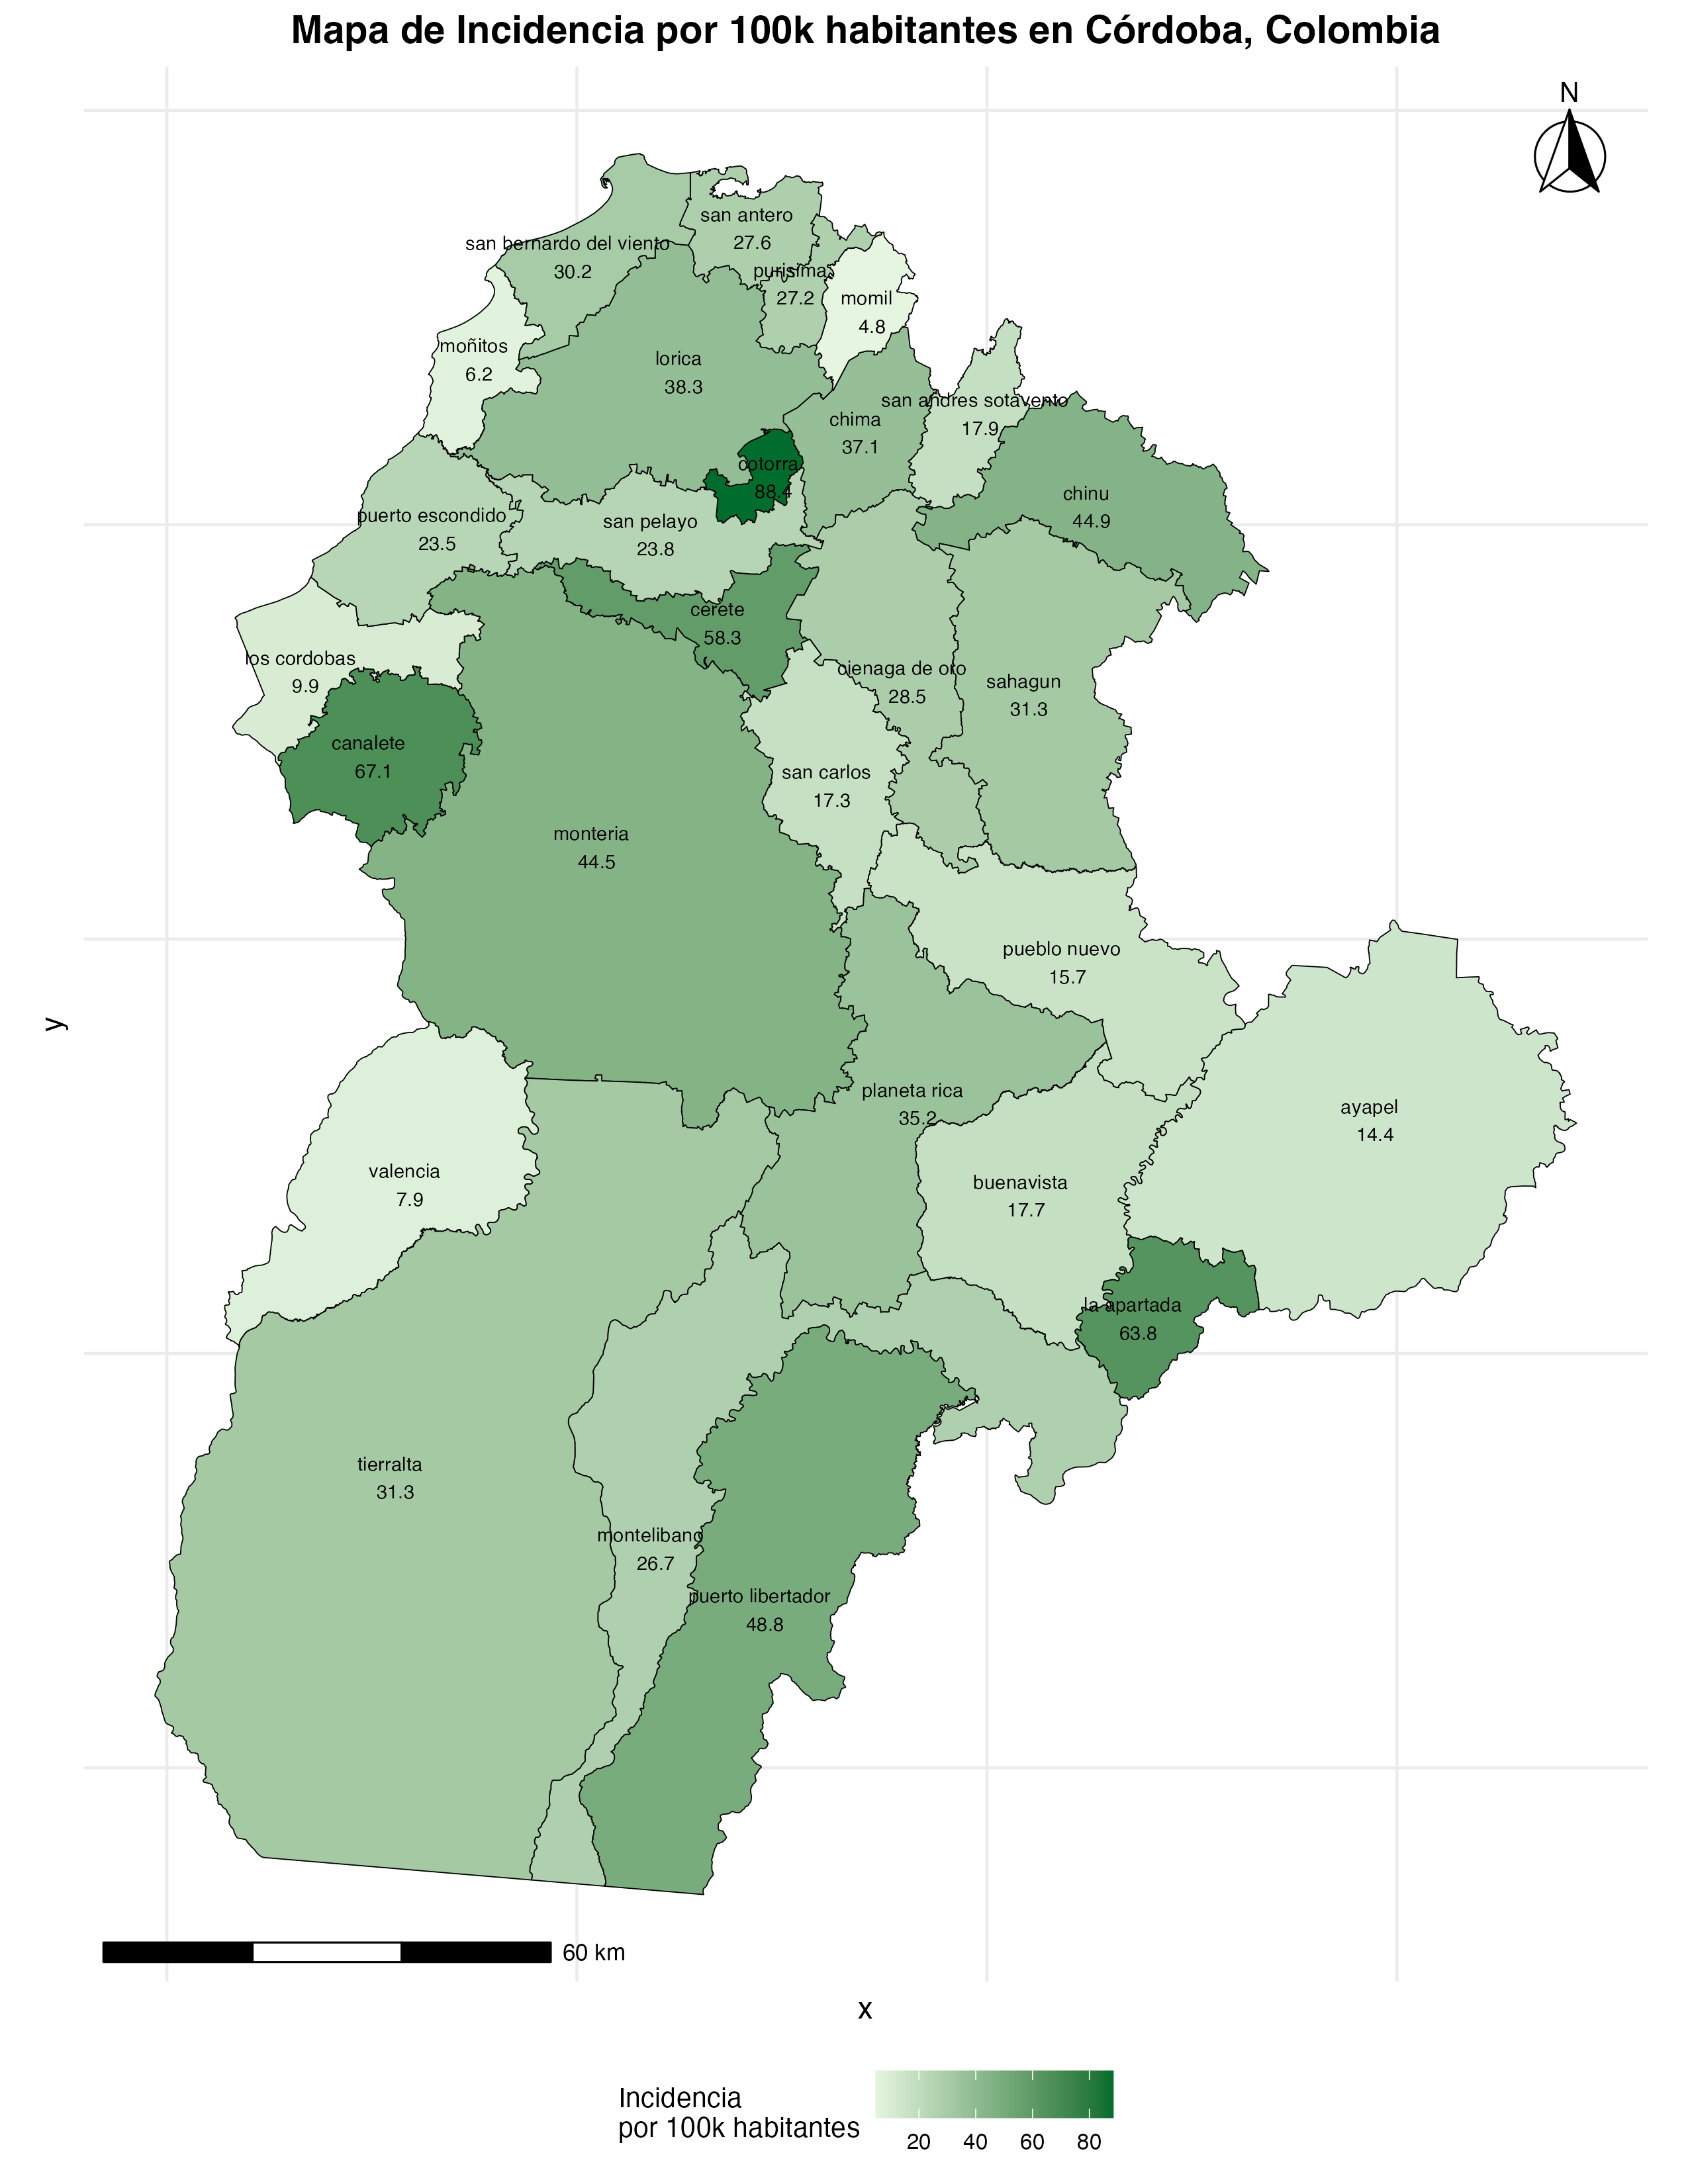 Mapa de Incidencia por 100k habitantes en Córdoba, Colombia
N
san antero
27.6
san bernardo del viento
30.2
purisima
27.2
momil
4.8
moñitos
6.2
lorica
38.3
san andres sotavento
17.9
chima
37.1
cotorra
88.4
chinu
44.9
puerto escondido
23.5
san pelayo
23.8
cerete
58.3
los cordobas
9.9
cienaga de oro
28.5
sahagun
31.3
canalete
67.1
san carlos
17.3
monteria
44.5
pueblo nuevo
15.7
y
planeta rica
35.2
ayapel
14.4
valencia
7.9
buenavista
17.7
la apartada
63.8
tierralta
31.3
montelibano
26.7
puerto libertador
48.8
60 km
x
Incidencia
por 100k habitantes
20 40 60 80